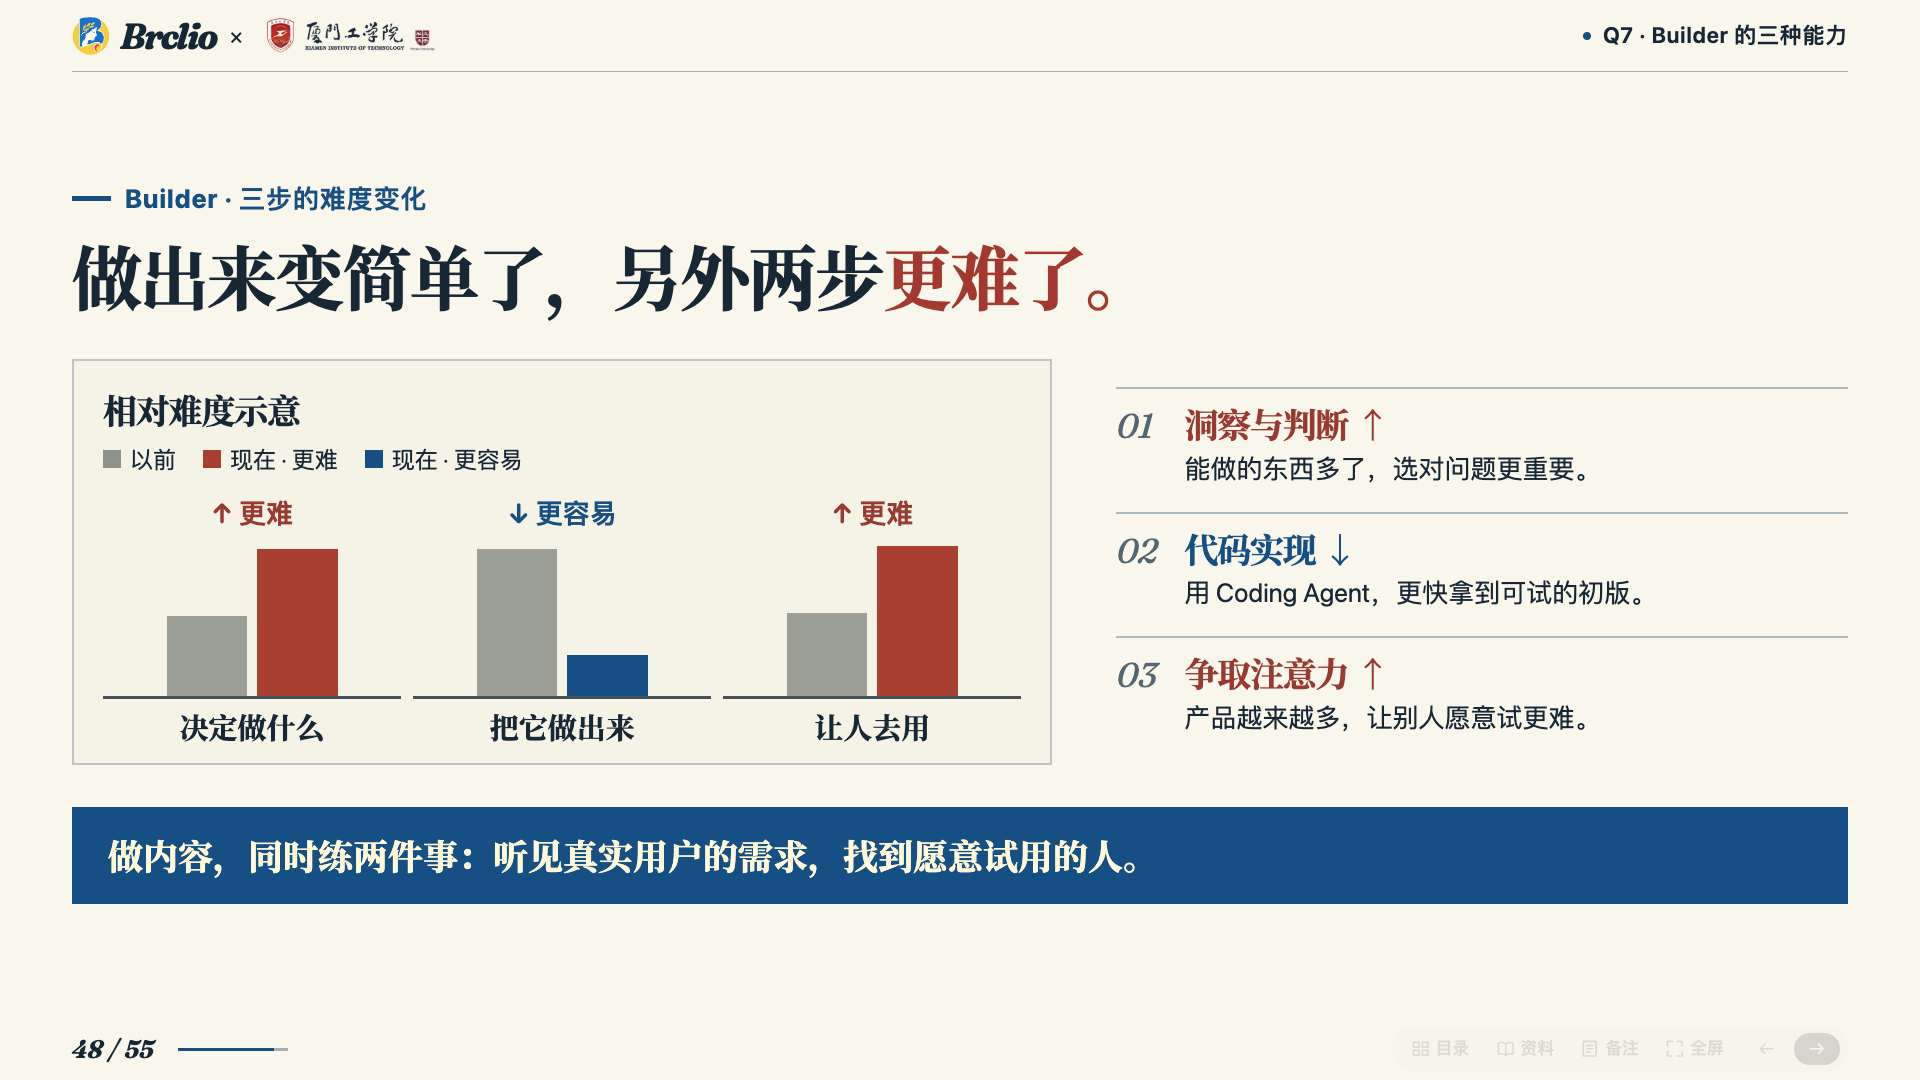 Brclio × 厦门工学院
XIAMEN INSTITUTE OF TECHNOLOGY
Q7 · Builder 的三种能力
Builder · 三步的难度变化
做出来变简单了，另外两步更难了。
相对难度示意
以前 现在 · 更难 现在 · 更容易
↑ 更难 ↓ 更容易 ↑ 更难
决定做什么 把它做出来 让人去用
01 洞察与判断 ↑
能做的东西多了，选对问题更重要。
02 代码实现 ↓
用 Coding Agent，更快拿到可试的初版。
03 争取注意力 ↑
产品越来越多，让别人愿意试更难。
做内容，同时练两件事：听见真实用户的需求，找到愿意试用的人。
48 / 55
目录 资料 备注 全屏 ← →